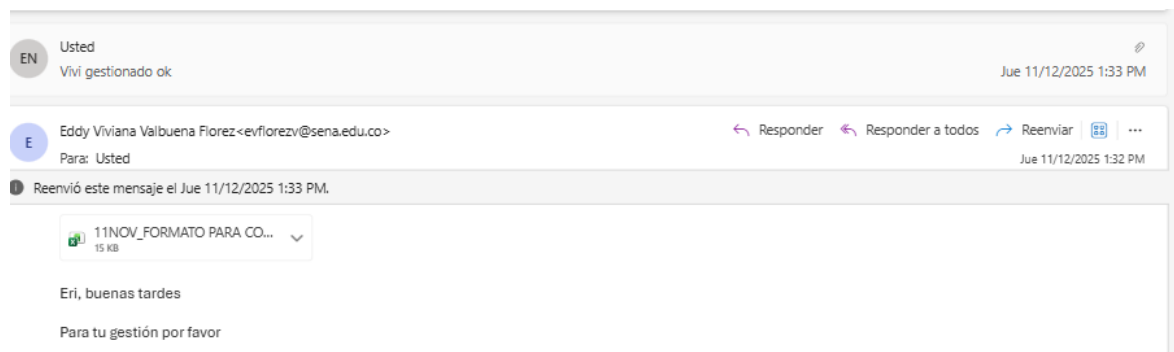 EN
Usted
Vivi gestionado ok
Jue 11/12/2025 1:33 PM
E
Eddy Viviana Valbuena Florez<evflorezv@sena.edu.co>
Responder
Responder a todos
Reenviar
...
Para: Usted
Jue 11/12/2025 1:32 PM
Reenvió este mensaje el Jue 11/12/2025 1:33 PM.
11NOV_FORMATO PARA CO...
15 KB
Eri, buenas tardes
Para tu gestión por favor